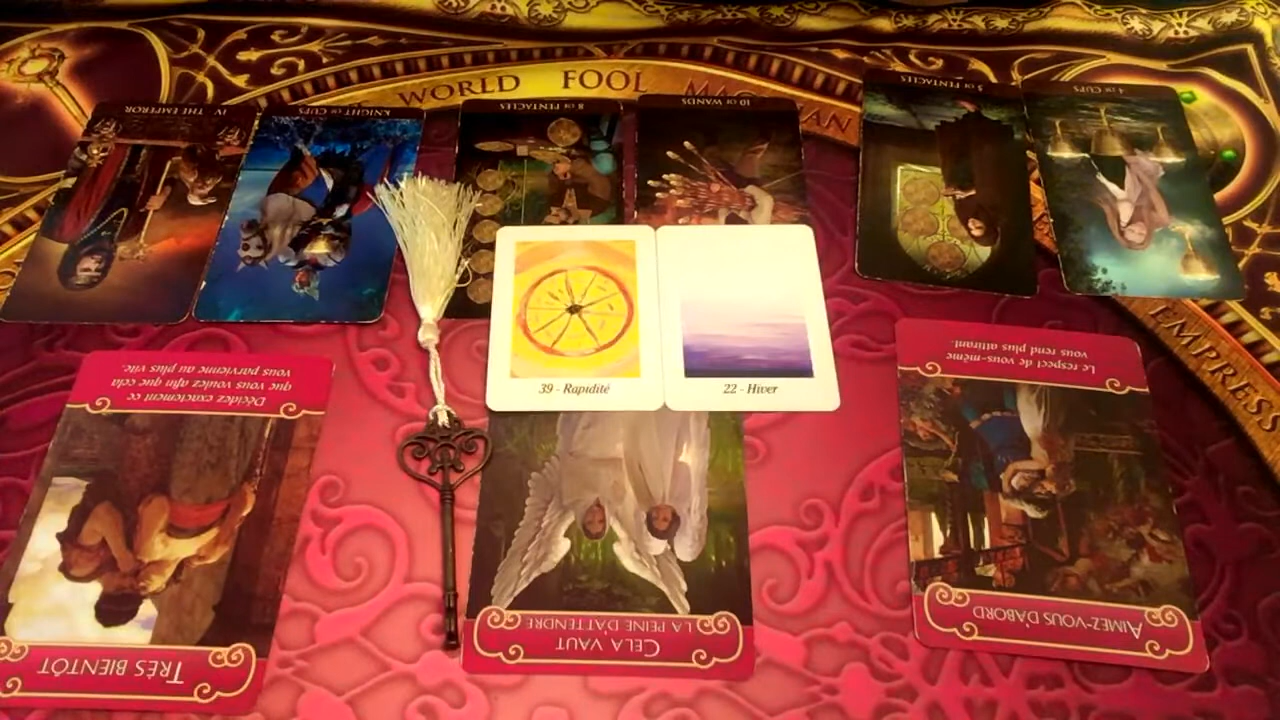 WORLD FOOL MAGICIAN
EMPRESS
IV THE EMPEROR
KNIGHT OF CUPS
8 OF PENTACLES
10 OF WANDS
5 OF PENTACLES
4 OF CUPS
39 - Rapidité
22 - Hiver
TRÈS BIENTÔT
Décidez exactement ce
que vous voulez afin que cela
vous parvienne au plus vite.
CELA VAUT
LA PEINE D'ATTENDRE
AIMEZ-VOUS D'ABORD
Le respect de vous-même
vous rend plus attirant.